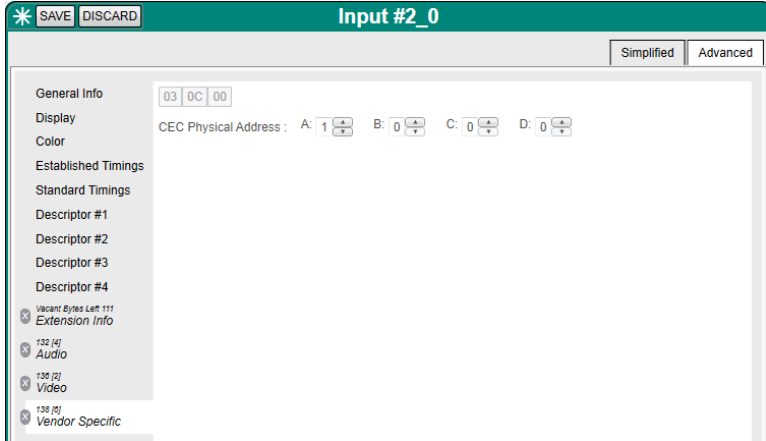 SAVE DISCARD Input #2_0
Simplified Advanced
General Info
Display
Color
Established Timings
Standard Timings
Descriptor #1
Descriptor #2
Descriptor #3
Descriptor #4
Vacant Bytes Left 111
Extension Info
132 [4]
Audio
136 [2]
Video
138 [6]
Vendor Specific
03 0C 00
CEC Physical Address : A: 1 B: 0 C: 0 D: 0